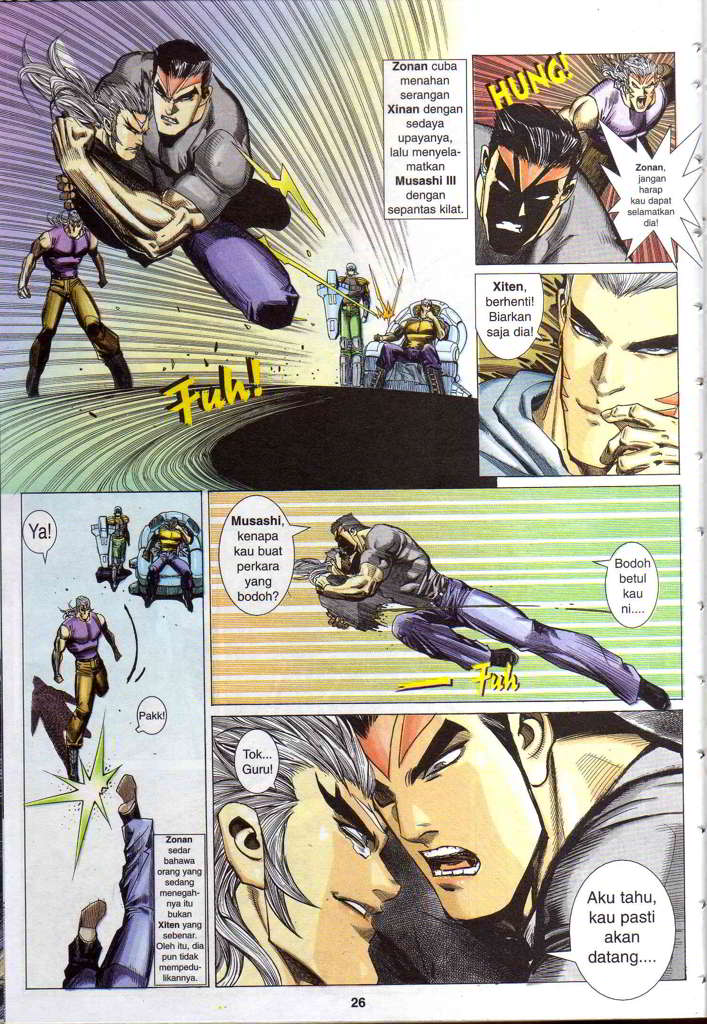 Zonan cuba
menahan
serangan
Xinan dengan
sedaya
upayanya,
lalu menyela-
matkan
Musashi III
dengan
sepantas kilat.
HUNG!
Zonan,
jangan
harap
kau dapat
selamatkan
dia!
Fuh!
Xiten,
berhenti!
Biarkan
saja dia!
Ya!
Pakk!
Zonan
sedar
bahawa
orang yang
sedang
menegah-
nya itu
bukan
Xiten yang
sebenar.
Oleh itu, dia
pun tidak
mempedu-
likannya.
Musashi,
kenapa
kau buat
perkara
yang
bodoh?
Bodoh
betul
kau
ni....
Fuh
Tok...
Guru!
Aku tahu,
kau pasti
akan
datang....
26